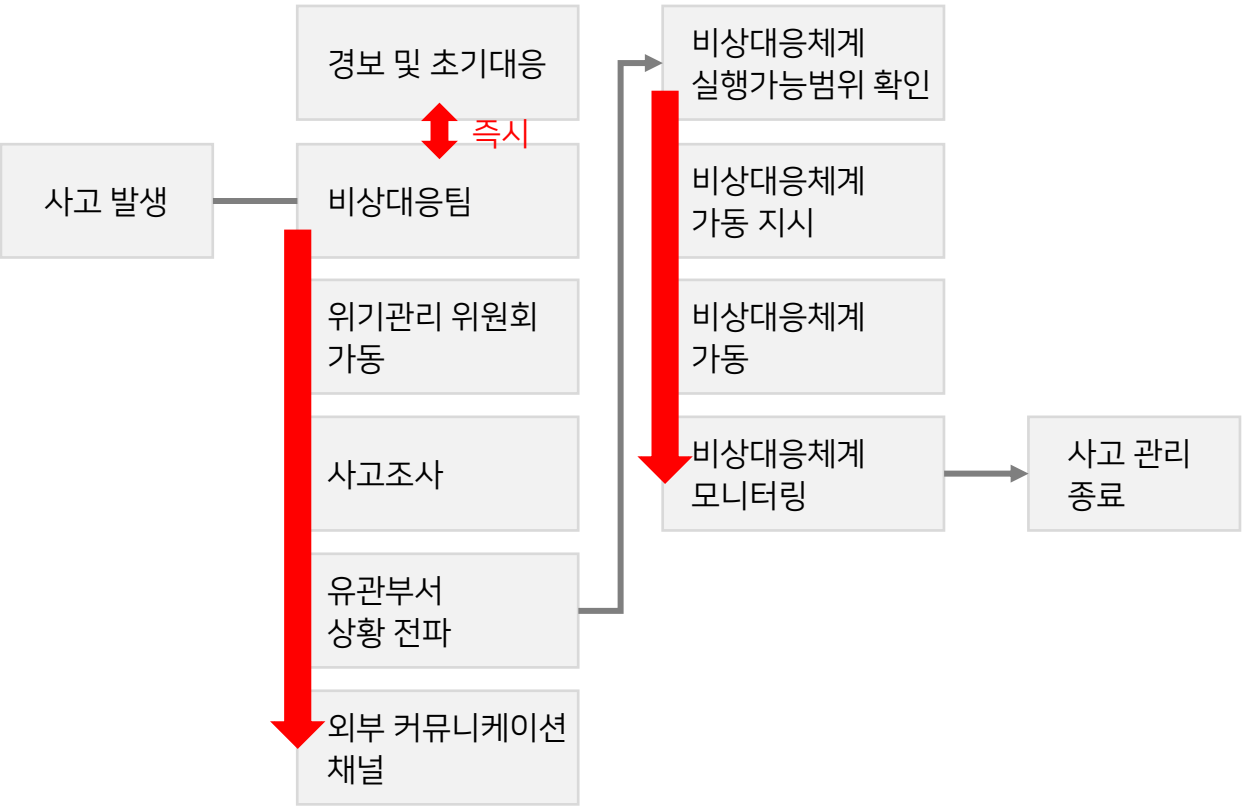 사고 발생
경보 및 초기대응
즉시
비상대응팀
위기관리 위원회
가동
사고조사
유관부서
상황 전파
외부 커뮤니케이션
채널
비상대응체계
실행가능범위 확인
비상대응체계
가동 지시
비상대응체계
가동
비상대응체계
모니터링
사고 관리
종료